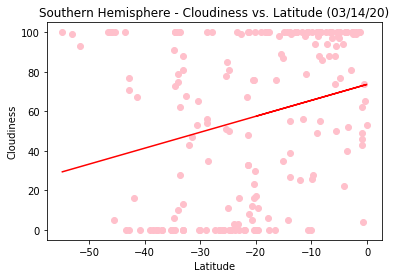 Southern Hemisphere - Cloudiness vs. Latitude (03/14/20)
100
80
60
40
20
0
Cloudiness
−50 −40 −30 −20 −10 0
Latitude